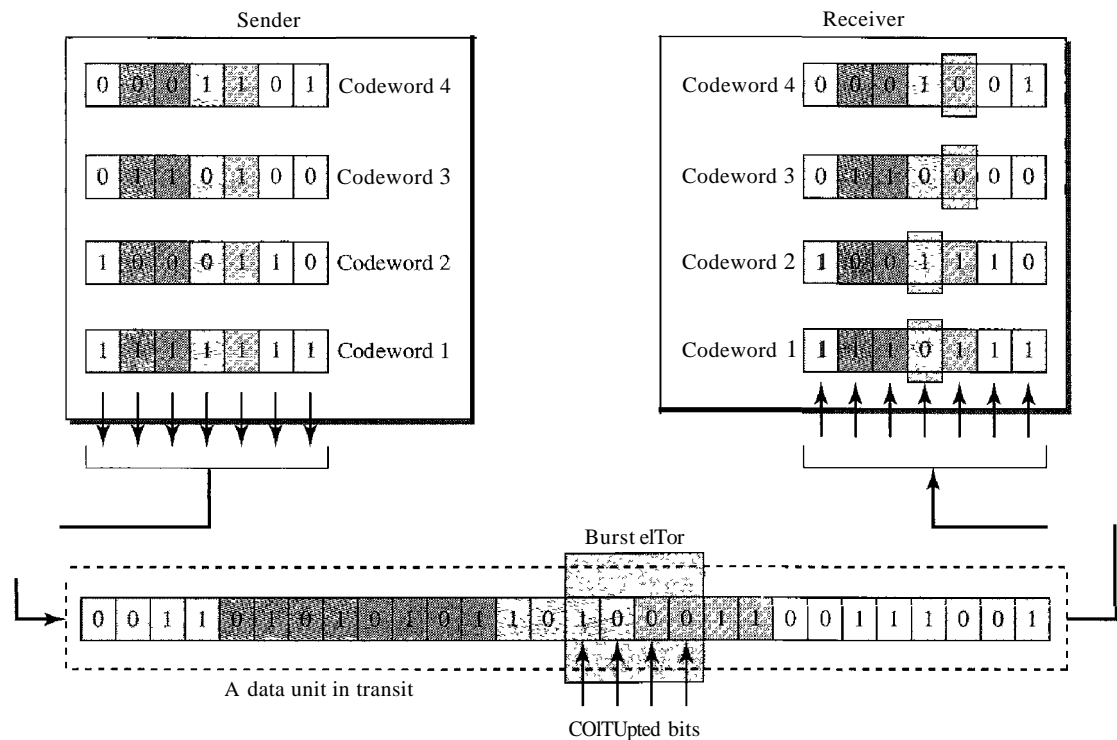 Sender
0 0 0 1 1 0 1 Codeword 4
0 1 1 0 1 0 0 Codeword 3
1 0 0 0 1 1 0 Codeword 2
1 1 1 1 1 1 1 Codeword 1
Receiver
Codeword 4 0 0 0 1 0 0 1
Codeword 3 0 1 1 0 0 0 0
Codeword 2 1 0 0 1 1 1 0
Codeword 1 1 1 1 0 1 1 1
Burst elTor
0 0 1 1 0 1 0 1 0 1 0 1 1 0 1 0 0 0 1 1 0 0 1 1 1 0 0 1
A data unit in transit
COITUpted bits